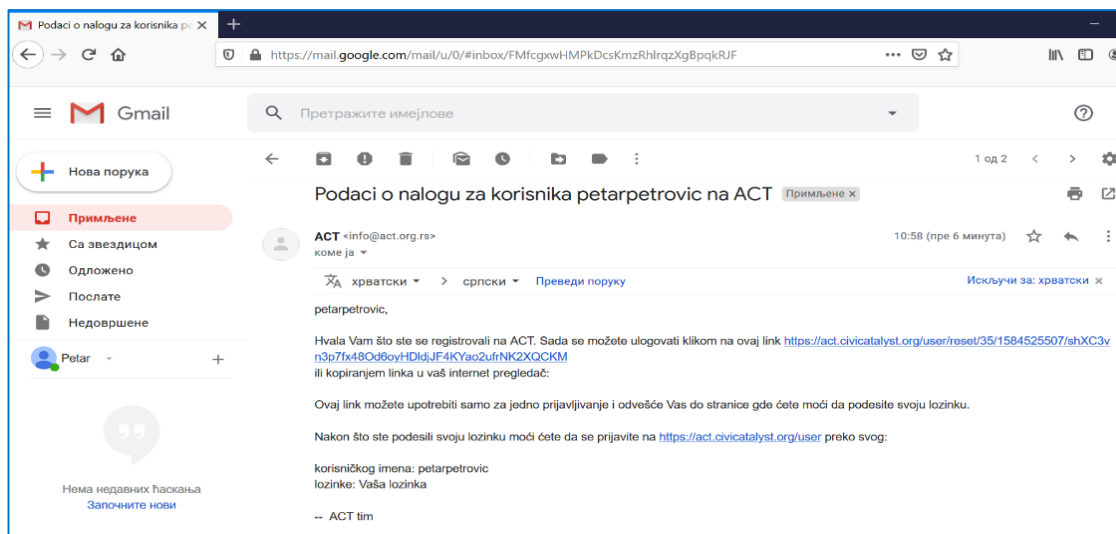 Podaci o nalogu za korisnika pe
https://mail.google.com/mail/u/0/#inbox/FMfcgxwHMPkDcsKmzRhlrqzXgBpqkRJF
Gmail
Претражите имејлове
Нова порука
1 од 2
Podaci o nalogu za korisnika petarpetrovic na ACT Примљене x
Примљене
Са звездицом
Одложено
Послате
Недовршене
Petar
Нема недавних ћаскања
Започните нови
ACT <info@act.org.rs>
10:58 (пре 6 минута)
коме ја
хрватски > српски Преведи поруку
Искључи за: хрватски x
petarpetrovic,
Hvala Vam što ste se registrovali na ACT. Sada se možete ulogovati klikom na ovaj link https://act.civicatalyst.org/user/reset/35/1584525507/shXC3v
n3p7fx48Od6oyHDldjJF4KYao2ufrNK2XQCKM
ili kopiranjem linka u vaš internet pregledač:
Ovaj link možete upotrebiti samo za jedno prijavljivanje i odvešće Vas do stranice gde ćete moći da podesite svoju lozinku.
Nakon što ste podesili svoju lozinku moći ćete da se prijavite na https://act.civicatalyst.org/user preko svog:
korisničkog imena: petarpetrovic
lozinke: Vaša lozinka
-- ACT tim